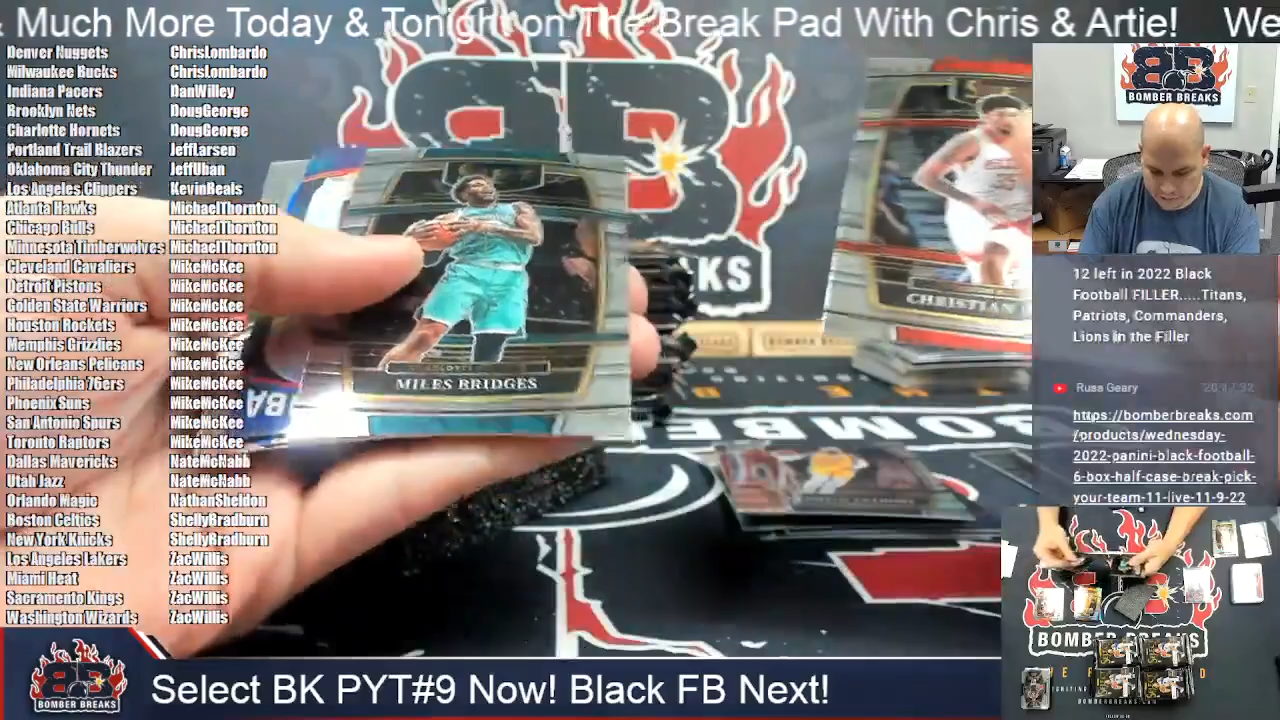 & Much More Today & Tonight on The Break Pad With Chris & Artie! We
Denver Nuggets ChrisLombardo
Milwaukee Bucks ChrisLombardo
Indiana Pacers DanWilley
Brooklyn Nets DougGeorge
Charlotte Hornets DougGeorge
Portland Trail Blazers JeffLarsen
Oklahoma City Thunder JeffUban
Los Angeles Clippers KevinBeals
Atlanta Hawks MichaelThornton
Chicago Bulls MichaelThornton
Minnesota Timberwolves MichaelThornton
Cleveland Cavaliers MikeMcKee
Detroit Pistons MikeMcKee
Golden State Warriors MikeMcKee
Houston Rockets MikeMcKee
Memphis Grizzlies MikeMcKee
New Orleans Pelicans MikeMcKee
Philadelphia 76ers MikeMcKee
Phoenix Suns MikeMcKee
San Antonio Spurs MikeMcKee
Toronto Raptors MikeMcKee
Dallas Mavericks NateMcNabb
Utah Jazz NateMcNabb
Orlando Magic NathanSheldon
Boston Celtics ShellyBradburn
New York Knicks ShellyBradburn
Los Angeles Lakers ZacWillis
Miami Heat ZacWillis
Sacramento Kings ZacWillis
Washington Wizards ZacWillis
MILES BRIDGES
CHRISTIAN
BOMBER BREAKS
12 left in 2022 Black
Football FILLER.....Titans,
Patriots, Commanders,
Lions in the Filler
Russ Geary
https://bomberbreaks.com
/products/wednesday-
2022-panini-black-football-
6-box-half-case-break-pick-
your-team-11-live-11-9-22
BOMBER BREAKS
BOMBER BREAKS
Select BK PYT#9 Now! Black FB Next!